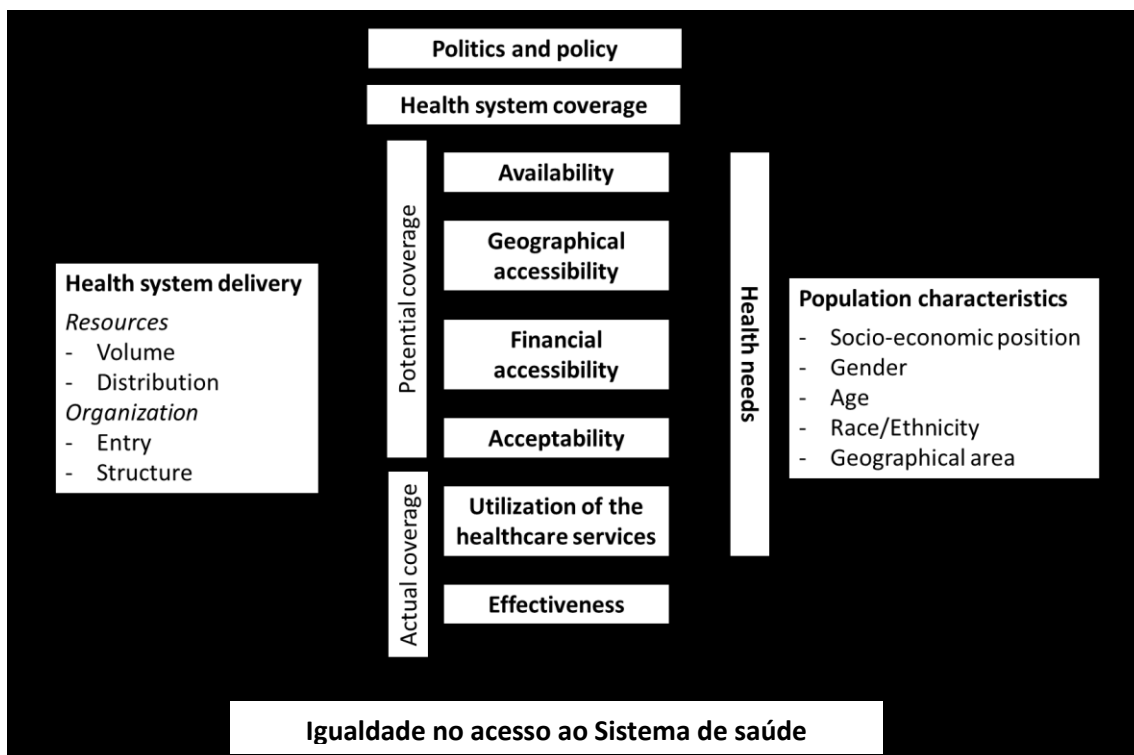 Politics and policy
Health system coverage
Potential coverage
Availability
Geographical
accessibility
Financial
accessibility
Acceptability
Actual coverage
Utilization of the
healthcare services
Effectiveness
Health system delivery
Resources
- Volume
- Distribution
Organization
- Entry
- Structure
Health needs
Population characteristics
- Socio-economic position
- Gender
- Age
- Race/Ethnicity
- Geographical area
Igualdade no acesso ao Sistema de saúde